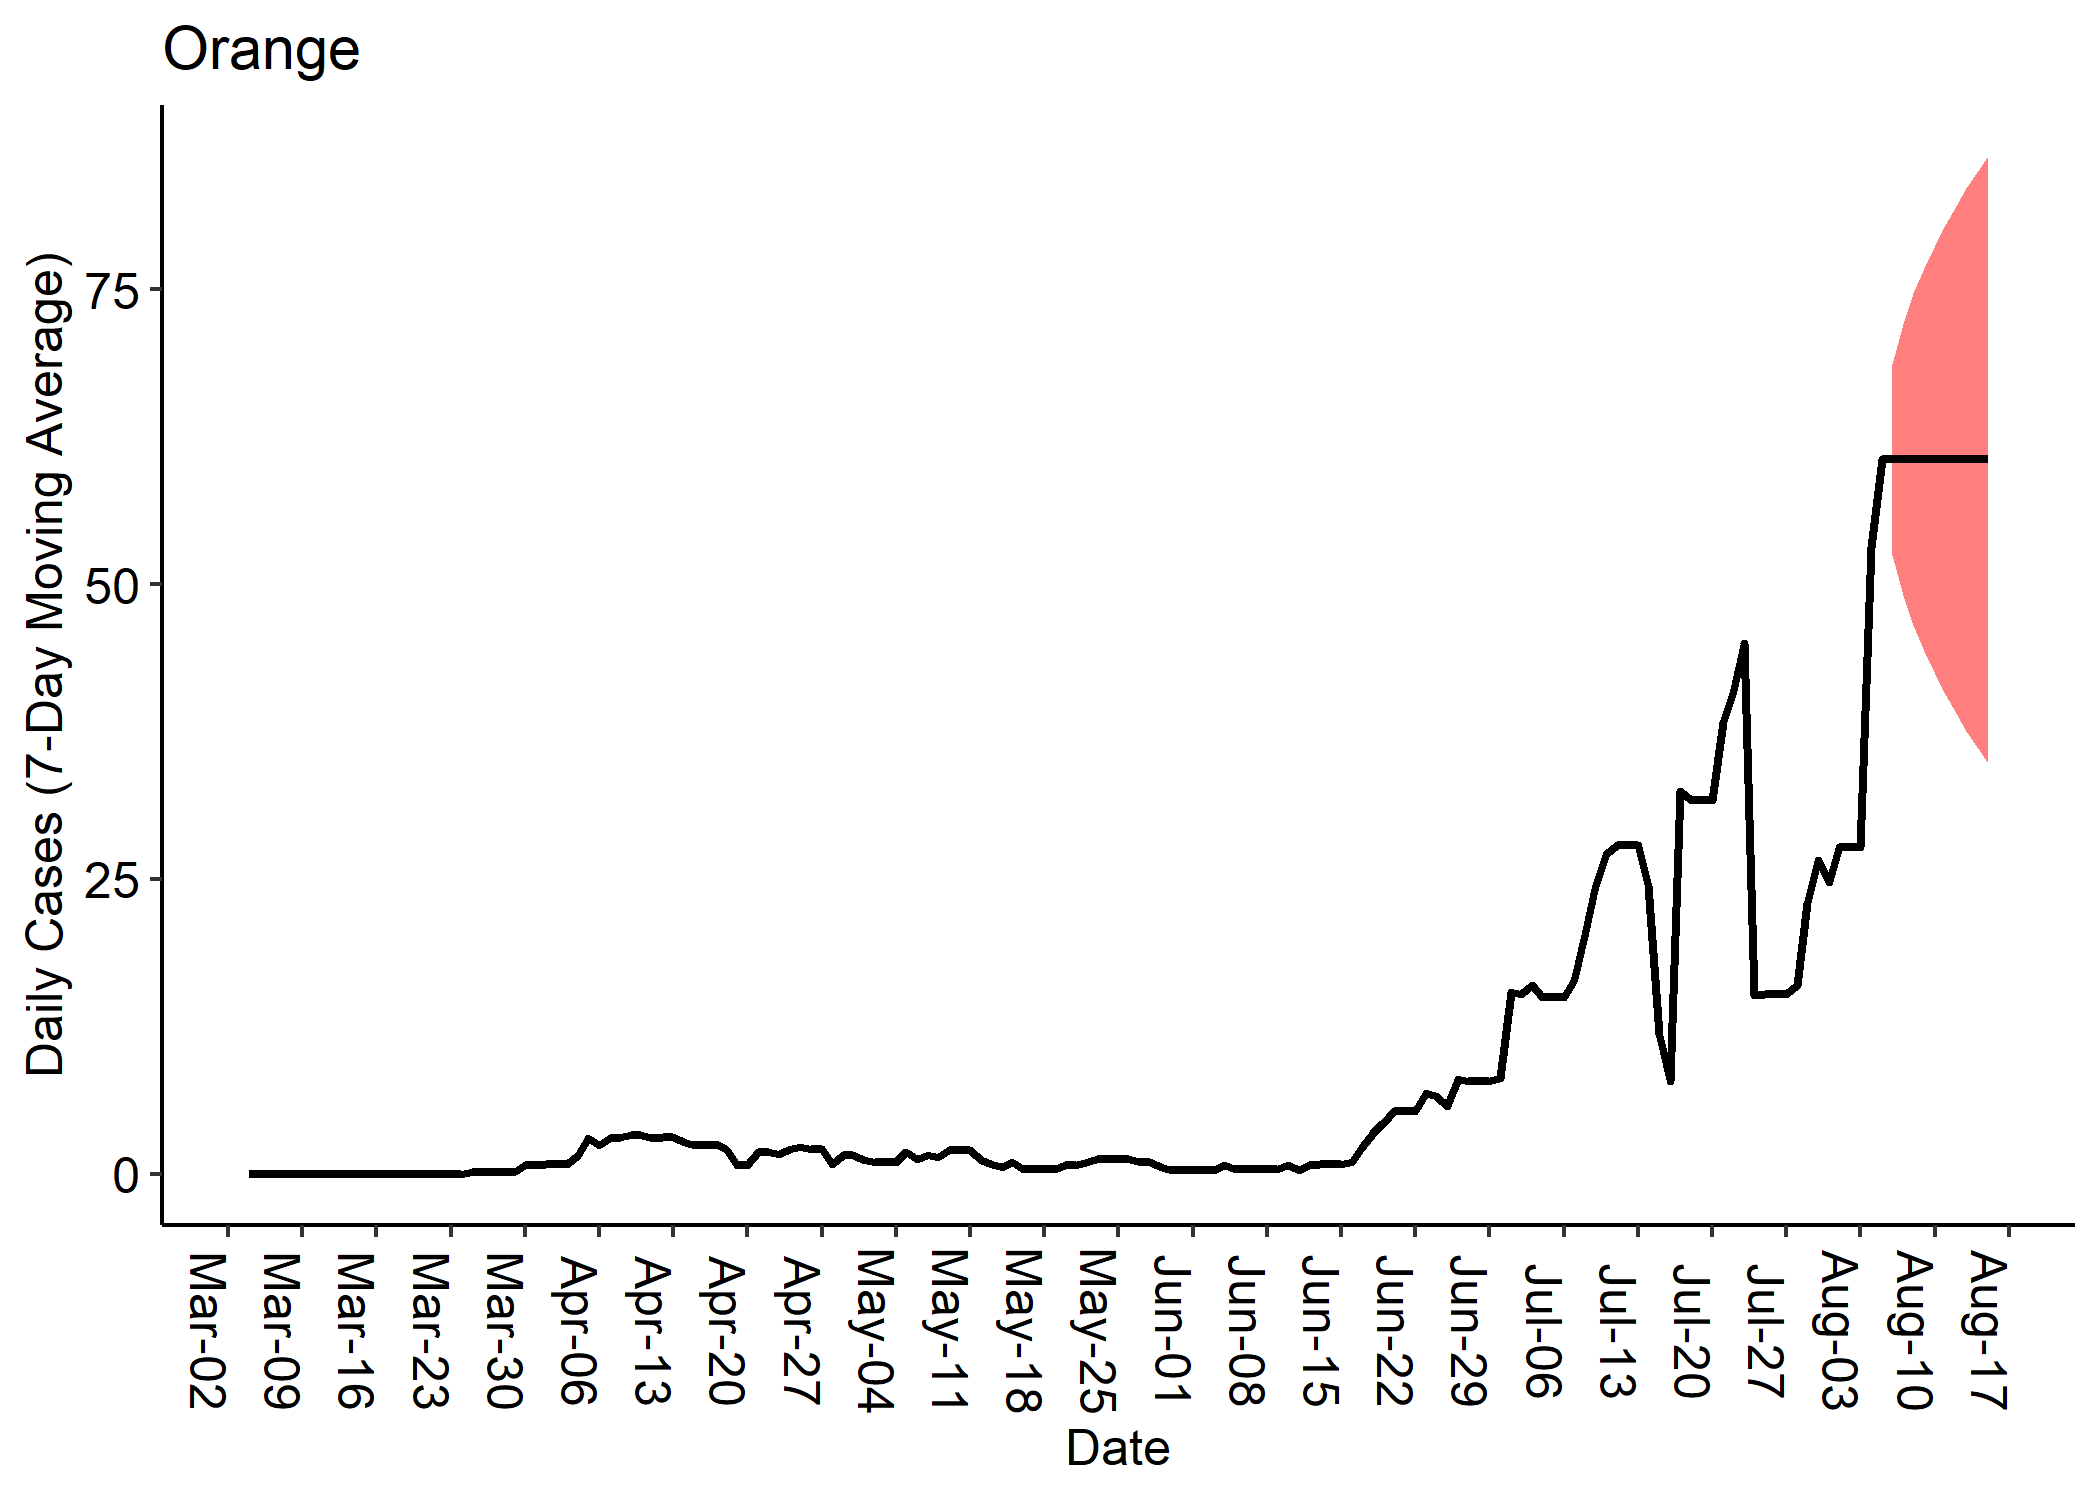 Orange
Daily Cases (7-Day Moving Average)
75
50
25
0
Mar-02
Mar-09
Mar-16
Mar-23
Mar-30
Apr-06
Apr-13
Apr-20
Apr-27
May-04
May-11
May-18
May-25
Jun-01
Jun-08
Jun-15
Jun-22
Jun-29
Jul-06
Jul-13
Jul-20
Jul-27
Aug-03
Aug-10
Aug-17
Date